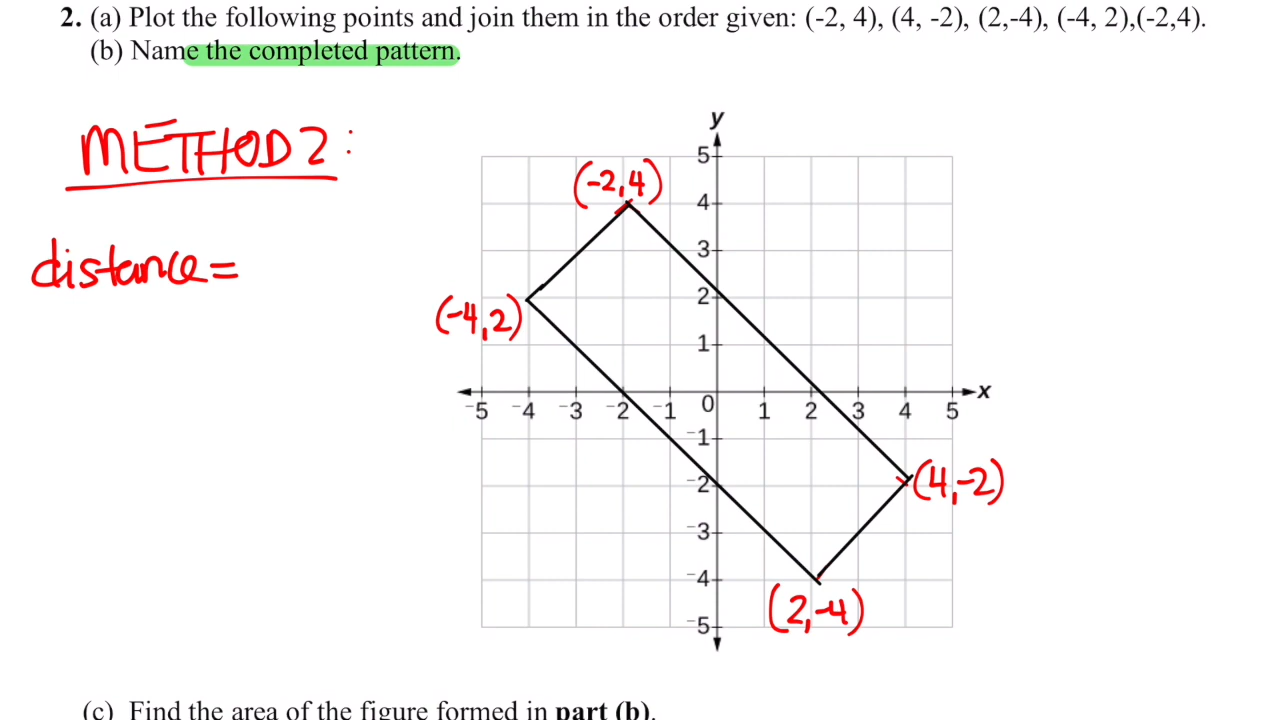 2. (a) Plot the following points and join them in the order given: (-2, 4), (4, -2), (2,-4), (-4, 2),(-2,4).
(b) Name the completed pattern.
METHOD 2:
distance=
y
5
(-2,4)
4
3
(-4,2)
2
1
x
-5 -4 -3 -2 -1 0 1 2 3 4 5
-1
-2
(4,-2)
-3
-4
(2,-4)
-5
(c) Find the area of the figure formed in part (b).